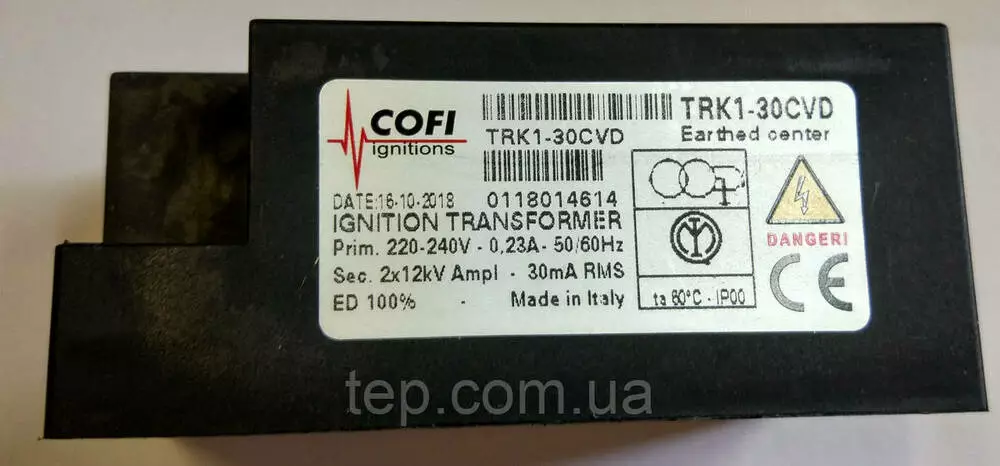 COFI
ignitions
TRK1-30CVD
TRK1-30CVD
Earthed center
DATE:16-10-2018
0118014614
IGNITION TRANSFORMER
Prim. 220-240V - 0,23A- 50/60Hz
Sec. 2x12kV Ampl - 30mA RMS
ED 100% - Made in Italy
1
IMQ
ta 60°C - IP00
DANGER!
CE
tep.com.ua